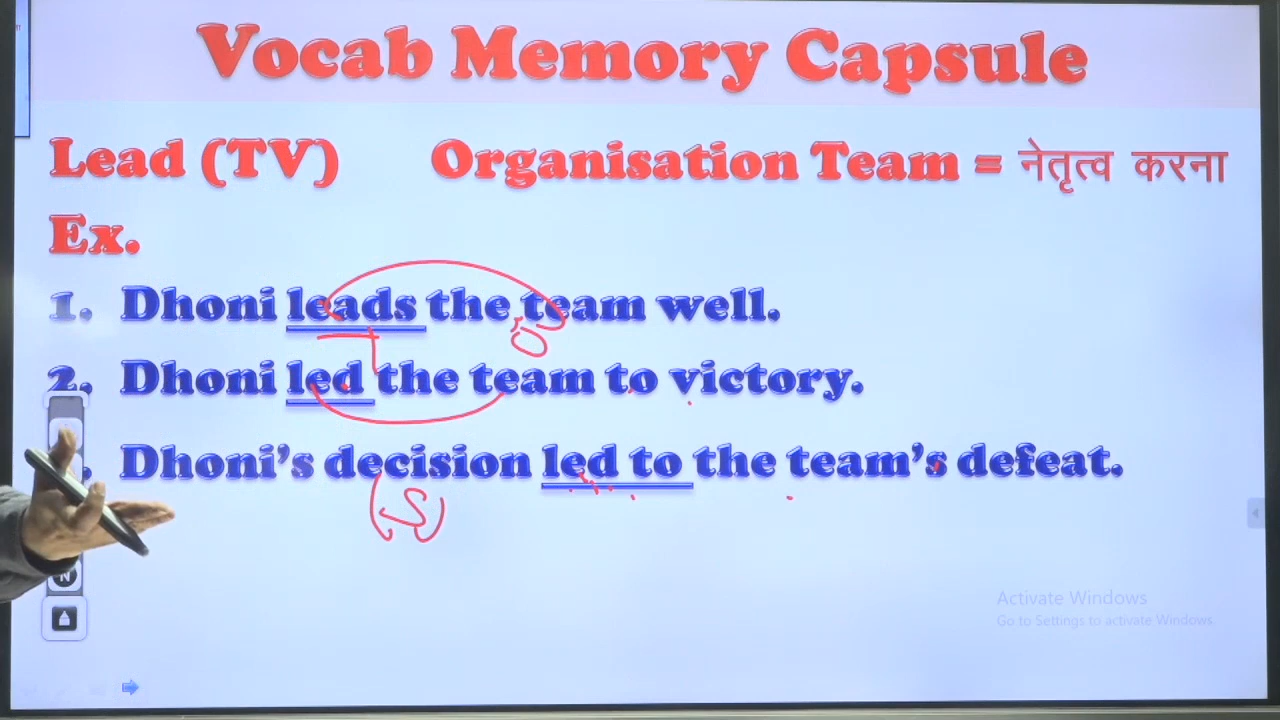 Vocab Memory Capsule
Lead (TV) Organisation Team = नेतृत्व करना
Ex.
1. Dhoni leads the team well.
T O
2. Dhoni led the team to victory.
. Dhoni's decision led to the team's defeat.
(S)
N
Activate Windows
Go to Settings to activate Windows.